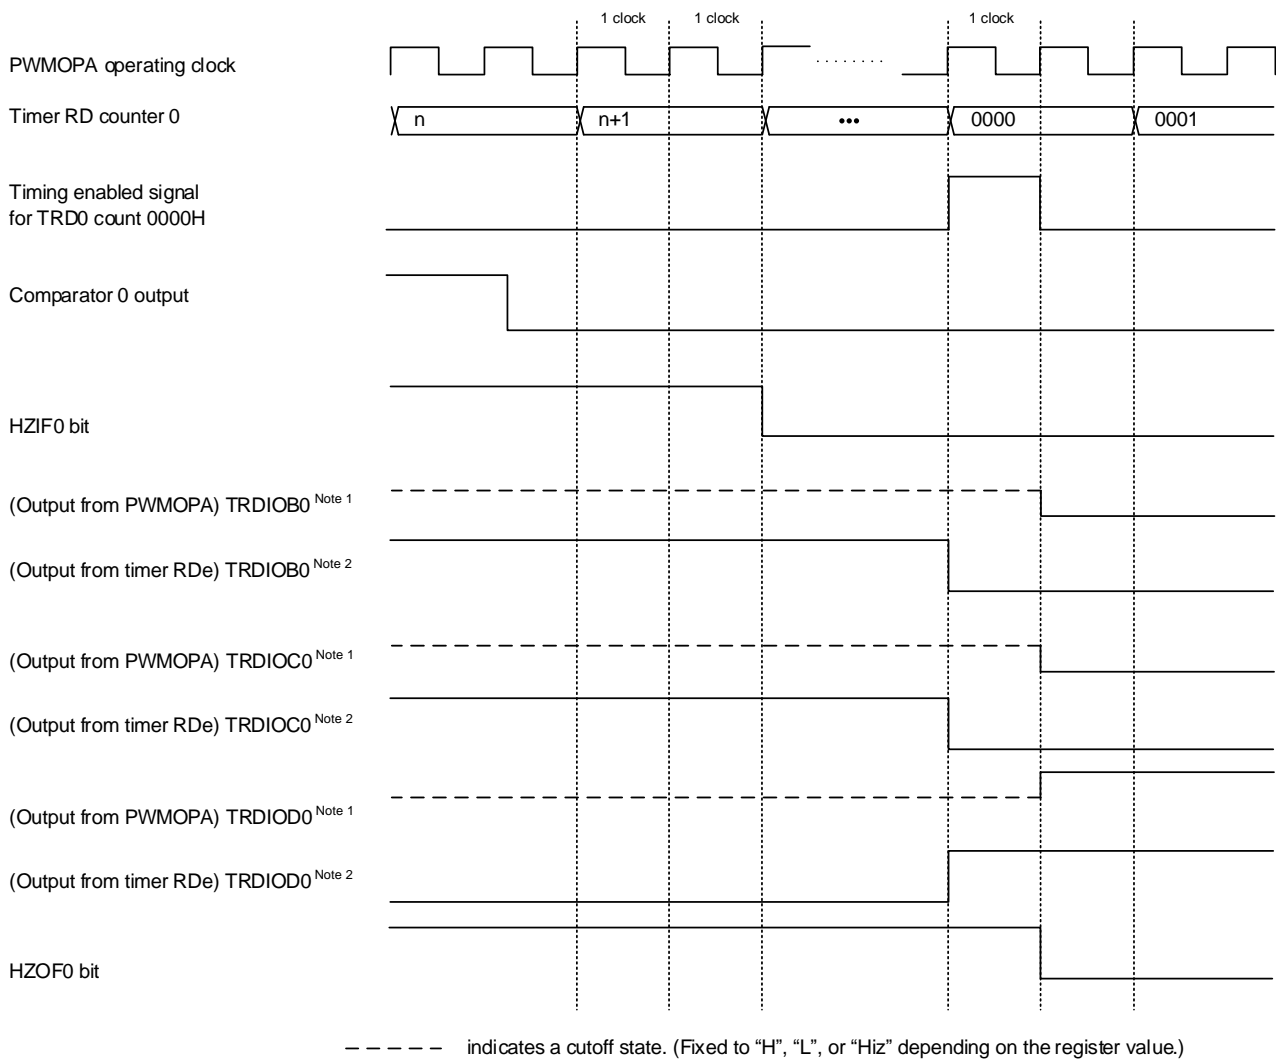 1 clock 1 clock 1 clock
PWMOPA operating clock
Timer RD counter 0 n n+1 ••• 0000 0001
Timing enabled signal
for TRD0 count 0000H
Comparator 0 output
HZIF0 bit
(Output from PWMOPA) TRDIOB0 Note 1
(Output from timer RDe) TRDIOB0 Note 2
(Output from PWMOPA) TRDIOC0 Note 1
(Output from timer RDe) TRDIOC0 Note 2
(Output from PWMOPA) TRDIOD0 Note 1
(Output from timer RDe) TRDIOD0 Note 2
HZOF0 bit
indicates a cutoff state. (Fixed to “H”, “L”, or “Hiz” depending on the register value.)